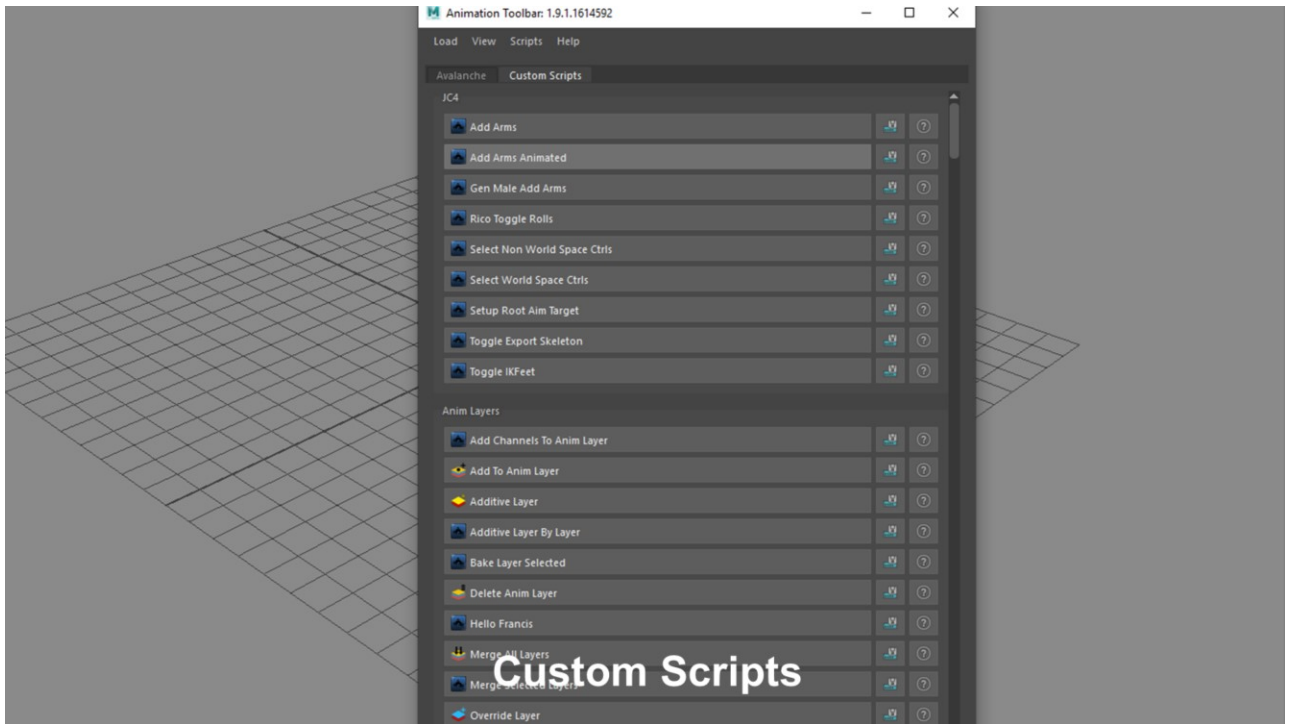 Animation Toolbar: 1.9.1.1614592
Load View Scripts Help
Avalanche Custom Scripts
JC4
Add Arms
Add Arms Animated
Gen Male Add Arms
Rico Toggle Rolls
Select Non World Space Ctrls
Select World Space Ctrls
Setup Root Aim Target
Toggle Export Skeleton
Toggle IKFeet
Anim Layers
Add Channels To Anim Layer
Add To Anim Layer
Additive Layer
Additive Layer By Layer
Bake Layer Selected
Delete Anim Layer
Hello Francis
Merge All Layers
Custom Scripts
Merge Selected Layers
Override Layer